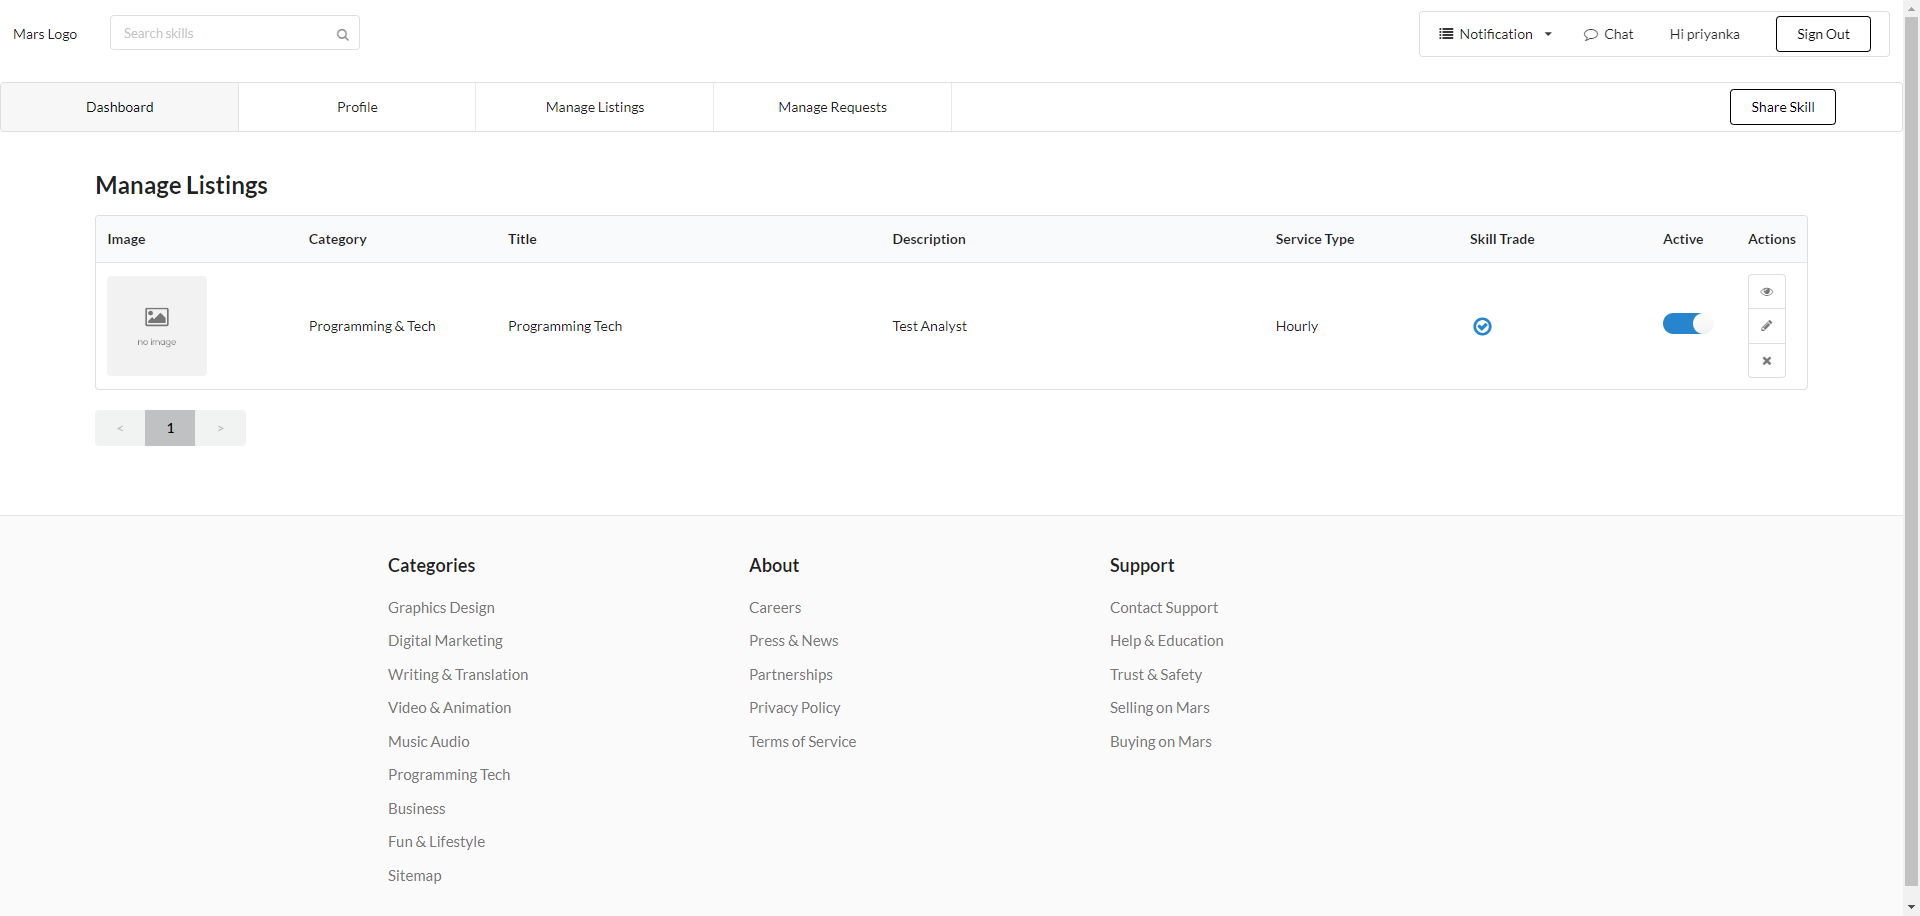 Mars Logo
Search skills
Notification
Chat
Hi priyanka
Sign Out
Dashboard
Profile
Manage Listings
Manage Requests
Share Skill
Manage Listings
Image Category Title Description Service Type Skill Trade Active Actions
no image
Programming & Tech Programming Tech Test Analyst Hourly
< 1 >
Categories
Graphics Design
Digital Marketing
Writing & Translation
Video & Animation
Music Audio
Programming Tech
Business
Fun & Lifestyle
Sitemap
About
Careers
Press & News
Partnerships
Privacy Policy
Terms of Service
Support
Contact Support
Help & Education
Trust & Safety
Selling on Mars
Buying on Mars